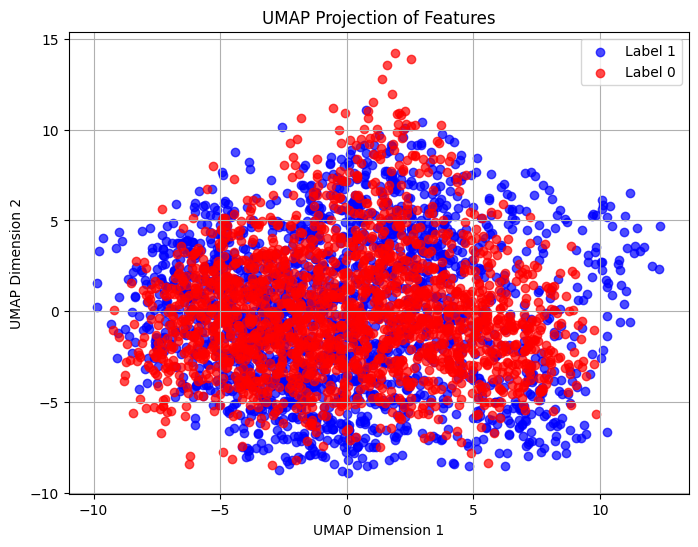 UMAP Projection of Features
Label 1
Label 0
UMAP Dimension 2
15
10
5
0
−5
−10
−10
−5
0
5
10
UMAP Dimension 1